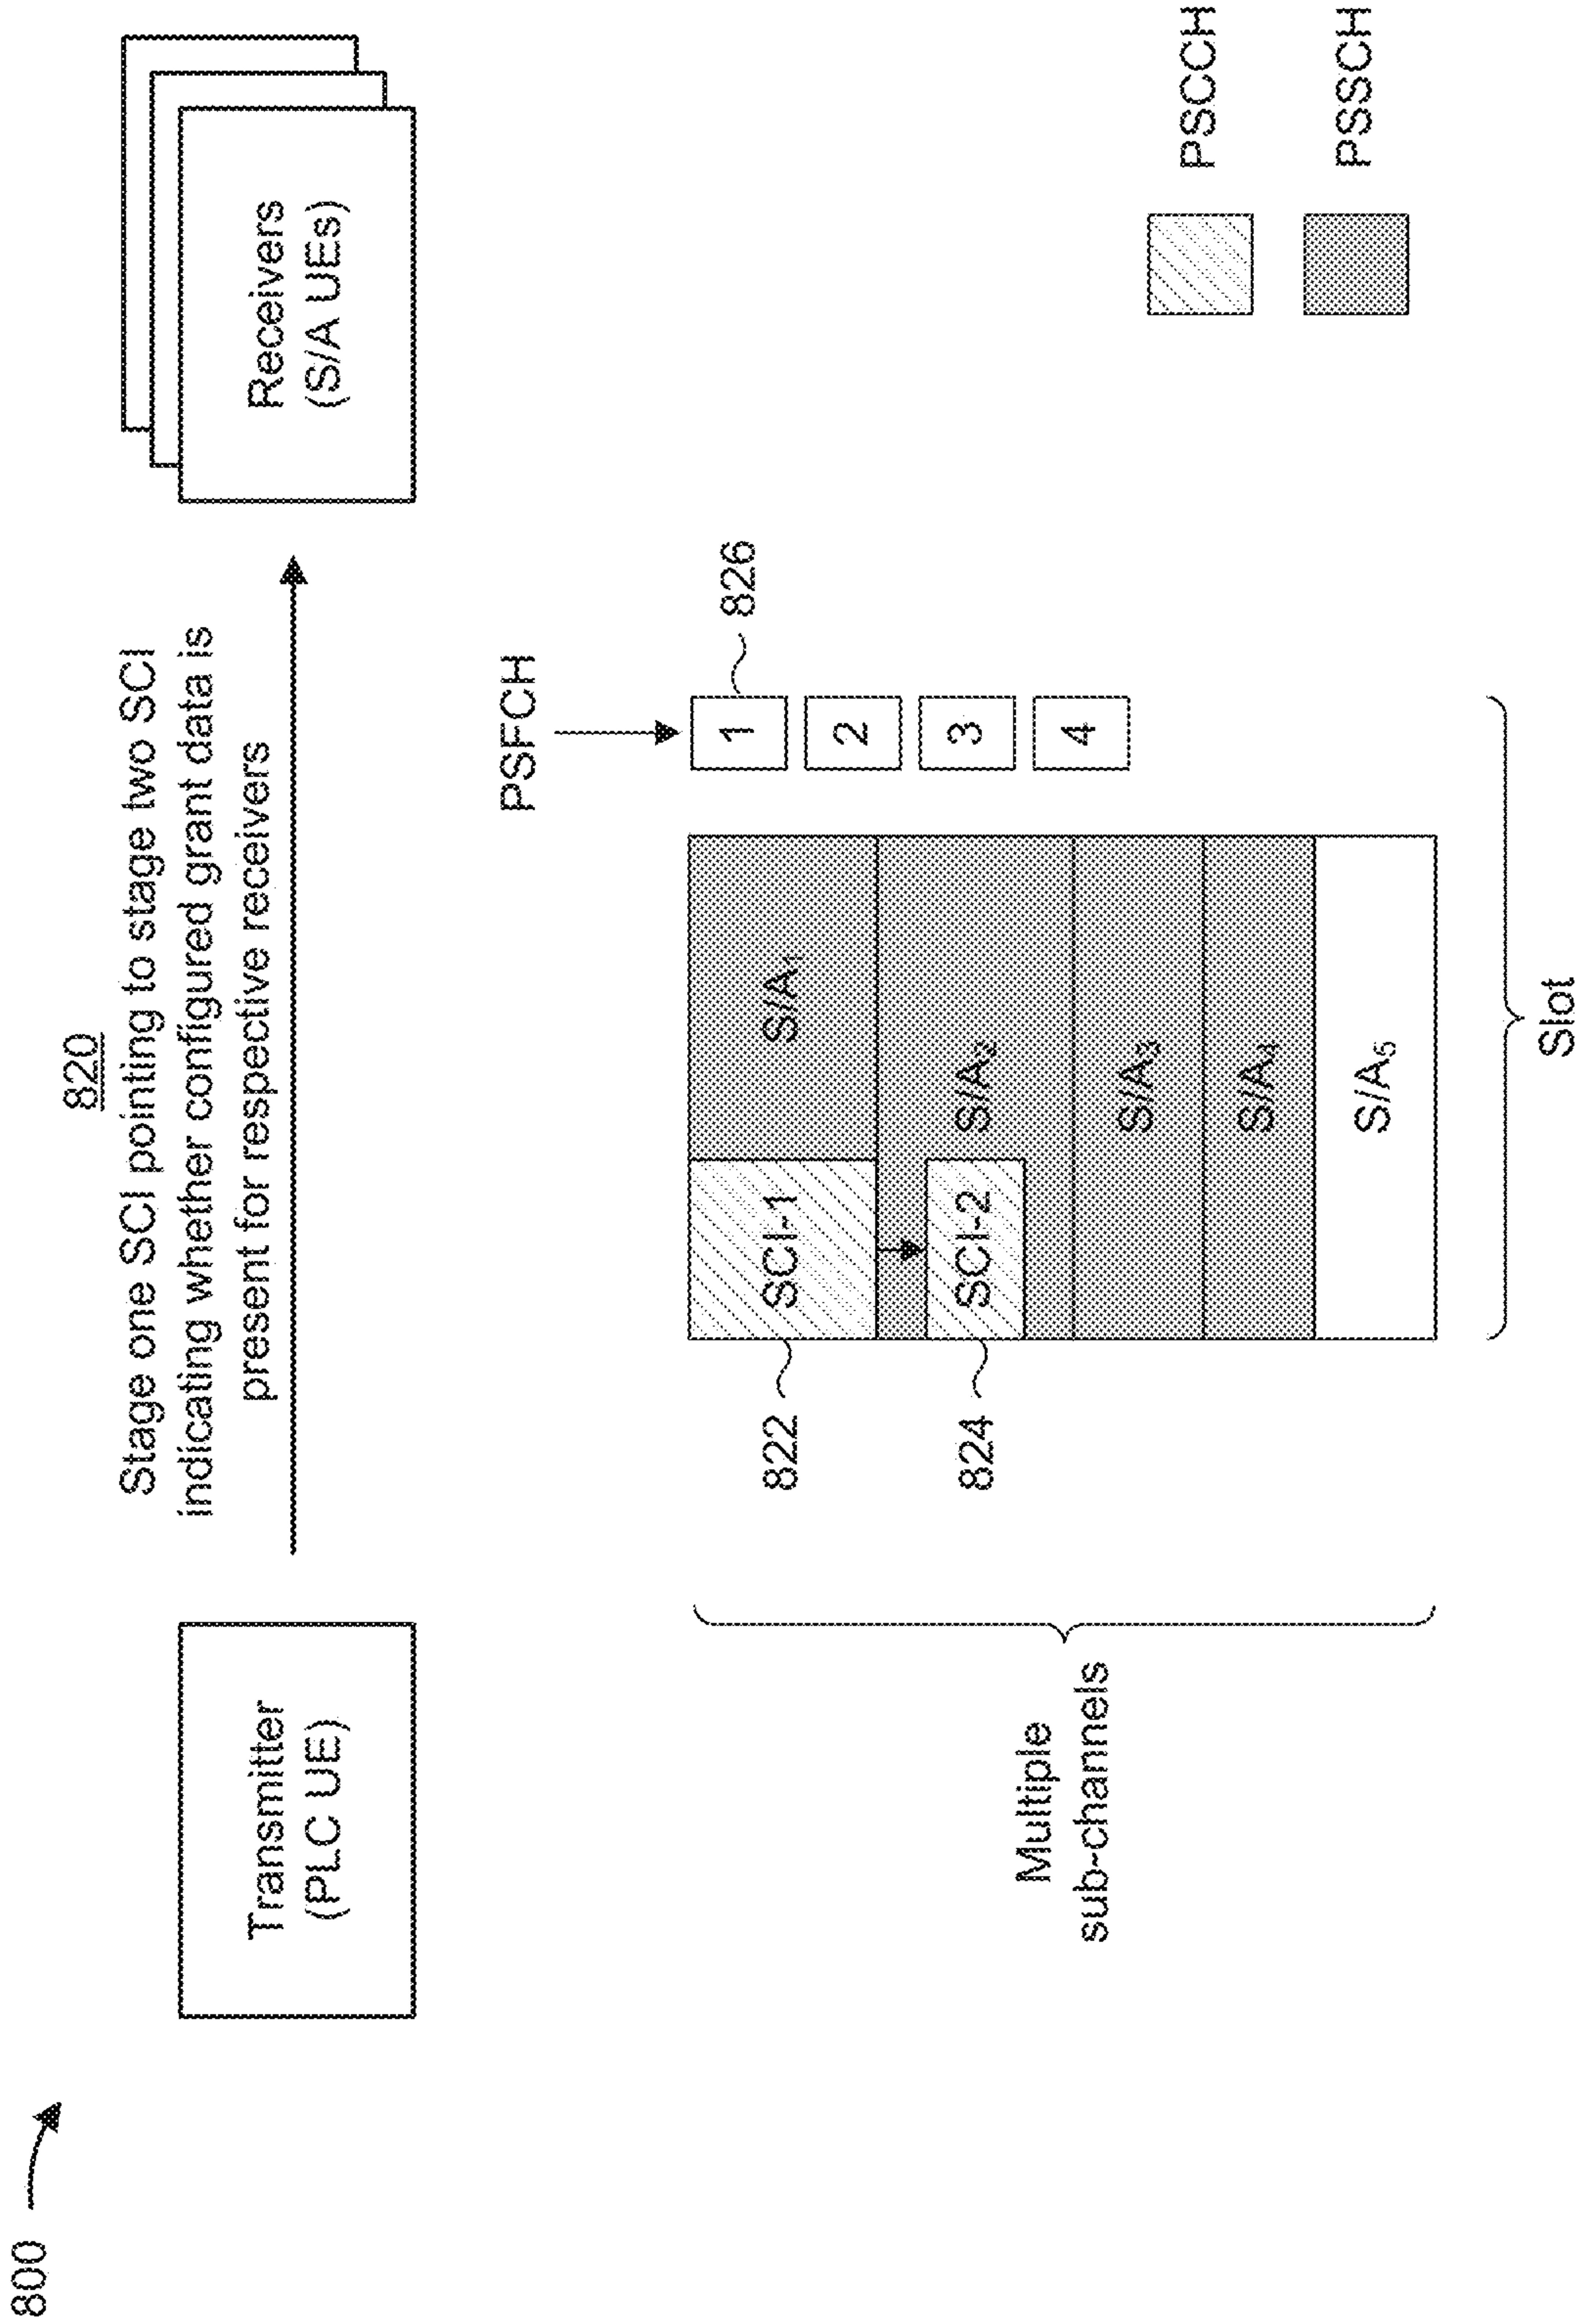 800
820
Stage one SCI pointing to stage two SCI
indicating whether configured grant data is
present for respective receivers
Transmitter
(PLC UE)
Receivers
(S/A UEs)
PSFCH
822
SCI-1
S/A1
1
826
2
824
SCI-2
S/A2
3
S/A3
4
S/A4
S/A5
Multiple
sub-channels
Slot
PSCCH
PSSCH